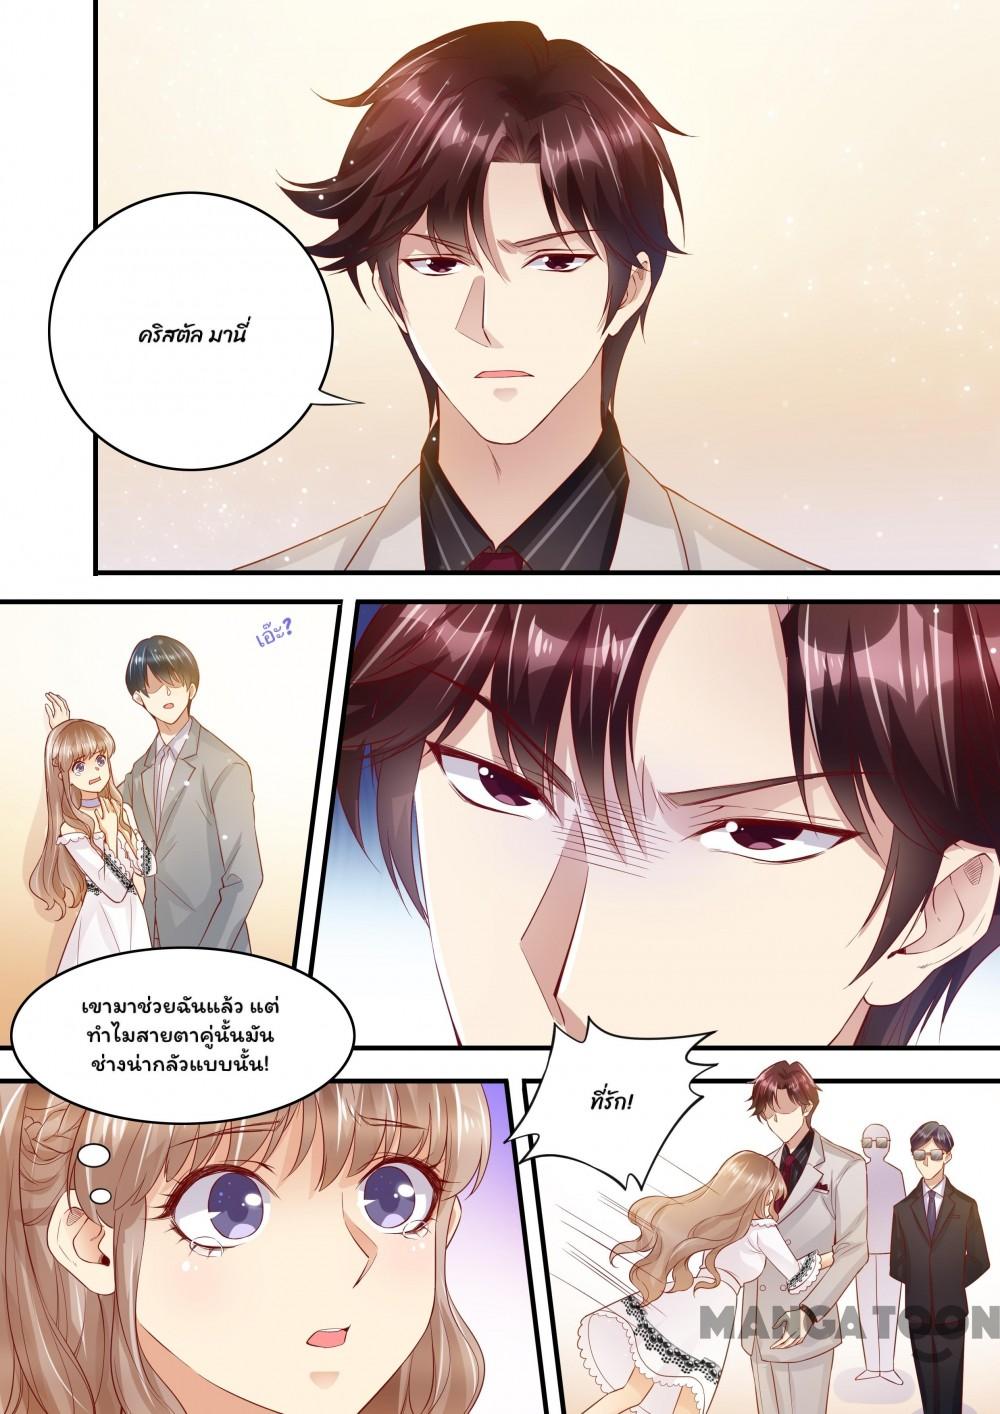 คริสตัล มานี่
เอ๊ะ?
เขามาช่วยฉันแล้ว แต่
ทำไมสายตาคู่นั้นมัน
ช่างน่ากลัวแบบนั้น!
ที่รัก!
MANGATOON